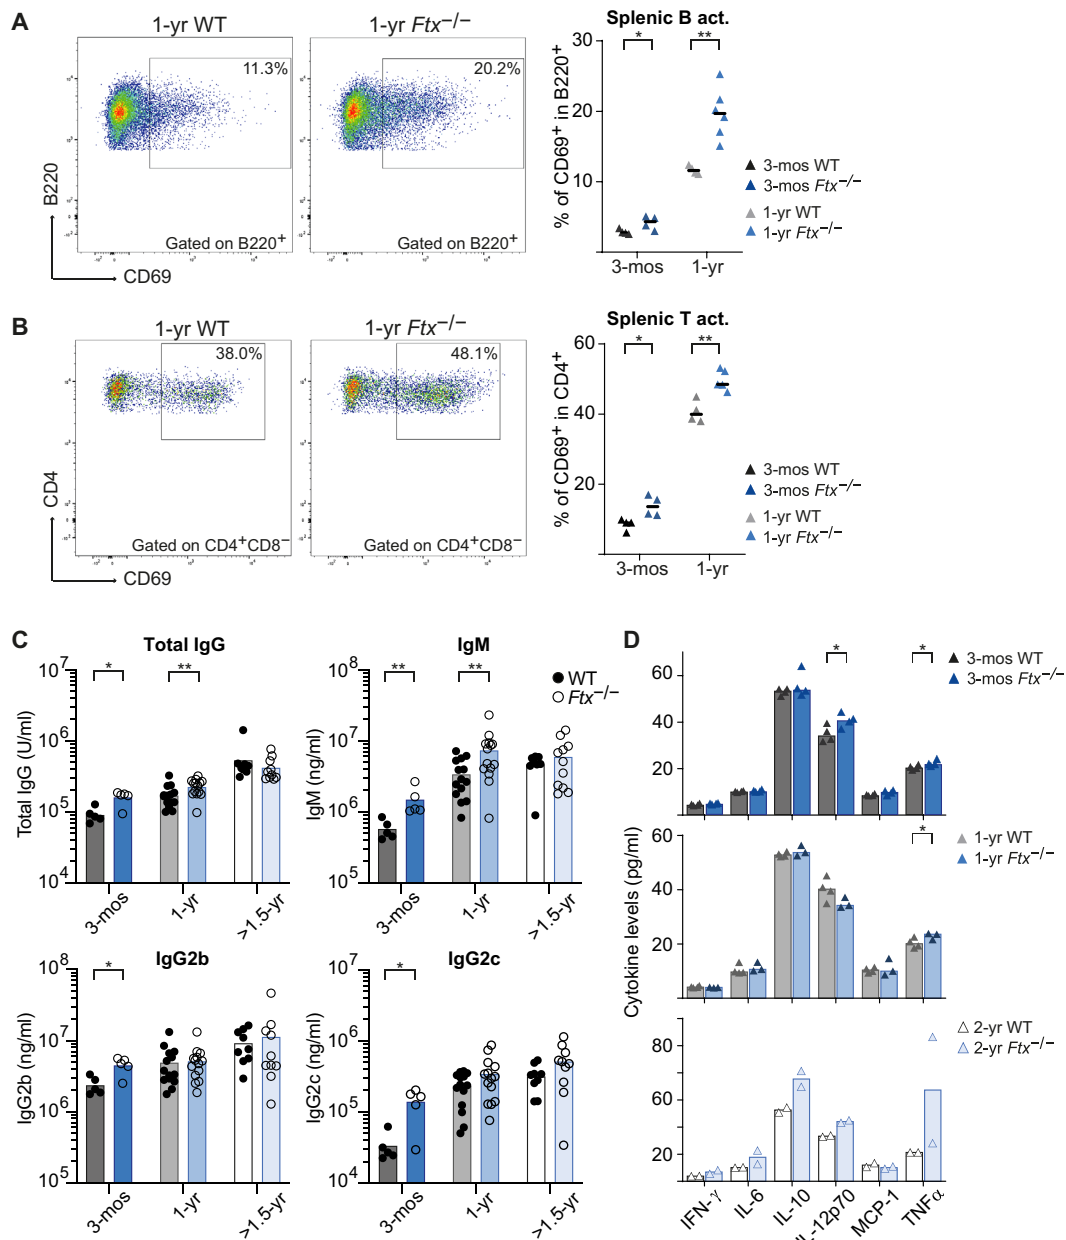 A
1-yr WT
1-yr Ftx−/−
11.3%
20.2%
B220
Gated on B220+
Gated on B220+
CD69
Splenic B act.
*
**
% of CD69+ in B220+
30
20
10
3-mos
1-yr
3-mos WT
3-mos Ftx−/−
1-yr WT
1-yr Ftx−/−
B
1-yr WT
1-yr Ftx−/−
38.0%
48.1%
CD4
Gated on CD4+CD8−
Gated on CD4+CD8−
CD69
Splenic T act.
*
**
% of CD69+ in CD4+
60
40
20
3-mos
1-yr
3-mos WT
3-mos Ftx−/−
1-yr WT
1-yr Ftx−/−
C
Total IgG
*
**
Total IgG (U/ml)
10^7
10^6
10^5
10^4
3-mos
1-yr
>1.5-yr
IgM
**
**
IgM (ng/ml)
10^8
10^7
10^6
10^5
3-mos
1-yr
>1.5-yr
WT
Ftx−/−
IgG2b
*
IgG2b (ng/ml)
10^8
10^7
10^6
10^5
3-mos
1-yr
>1.5-yr
IgG2c
*
IgG2c (ng/ml)
10^7
10^6
10^5
10^4
3-mos
1-yr
>1.5-yr
D
*
*
3-mos WT
3-mos Ftx−/−
60
40
20
*
1-yr WT
1-yr Ftx−/−
60
40
20
Cytokine levels (pg/ml)
2-yr WT
2-yr Ftx−/−
80
60
40
20
IFN-γ
IL-6
IL-10
IL-12p70
MCP-1
TNFα